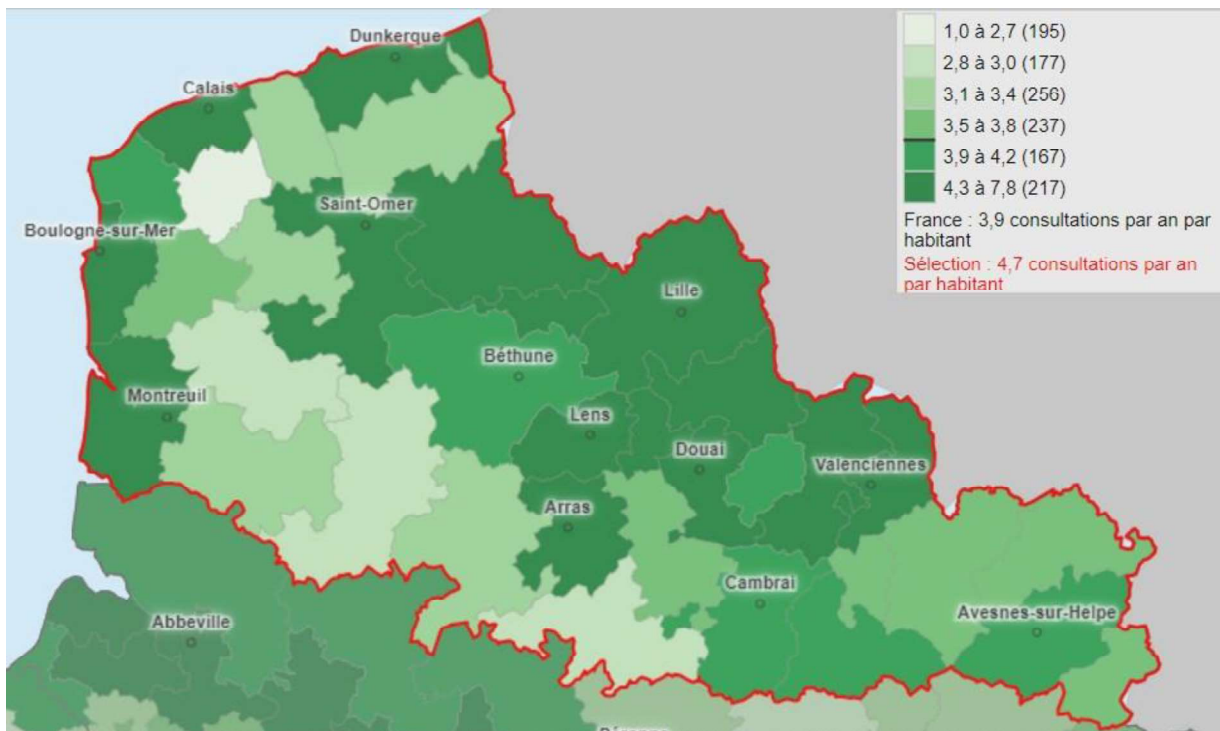 Dunkerque
Calais
Saint-Omer
Boulogne-sur-Mer
Lille
Béthune
Montreuil
Lens
Douai
Valenciennes
Arras
Cambrai
Avesnes-sur-Helpe
Abbeville
1,0 à 2,7 (195)
2,8 à 3,0 (177)
3,1 à 3,4 (256)
3,5 à 3,8 (237)
3,9 à 4,2 (167)
4,3 à 7,8 (217)
France : 3,9 consultations par an par
habitant
Sélection : 4,7 consultations par an
par habitant